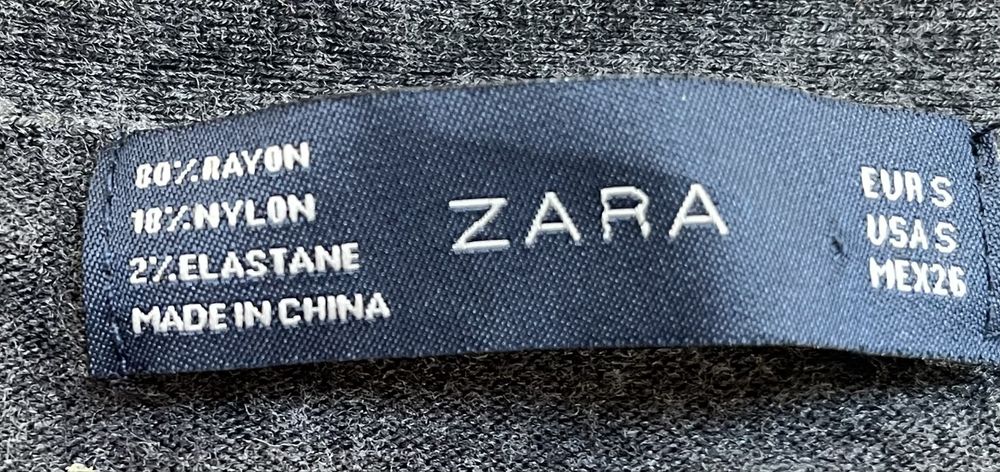 80% RAYON
18% NYLON
2% ELASTANE
MADE IN CHINA
ZARA
EUR S
USA S
MEX 26